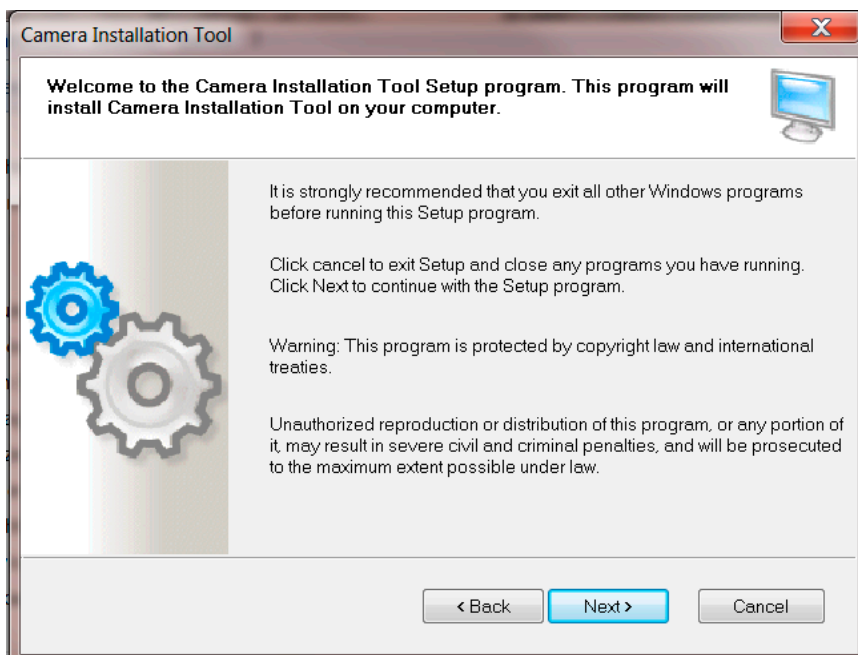 Camera Installation Tool
Welcome to the Camera Installation Tool Setup program. This program will
install Camera Installation Tool on your computer.
It is strongly recommended that you exit all other Windows programs
before running this Setup program.
Click cancel to exit Setup and close any programs you have running.
Click Next to continue with the Setup program.
Warning: This program is protected by copyright law and international
treaties.
Unauthorized reproduction or distribution of this program, or any portion of
it, may result in severe civil and criminal penalties, and will be prosecuted
to the maximum extent possible under law.
< Back Next > Cancel